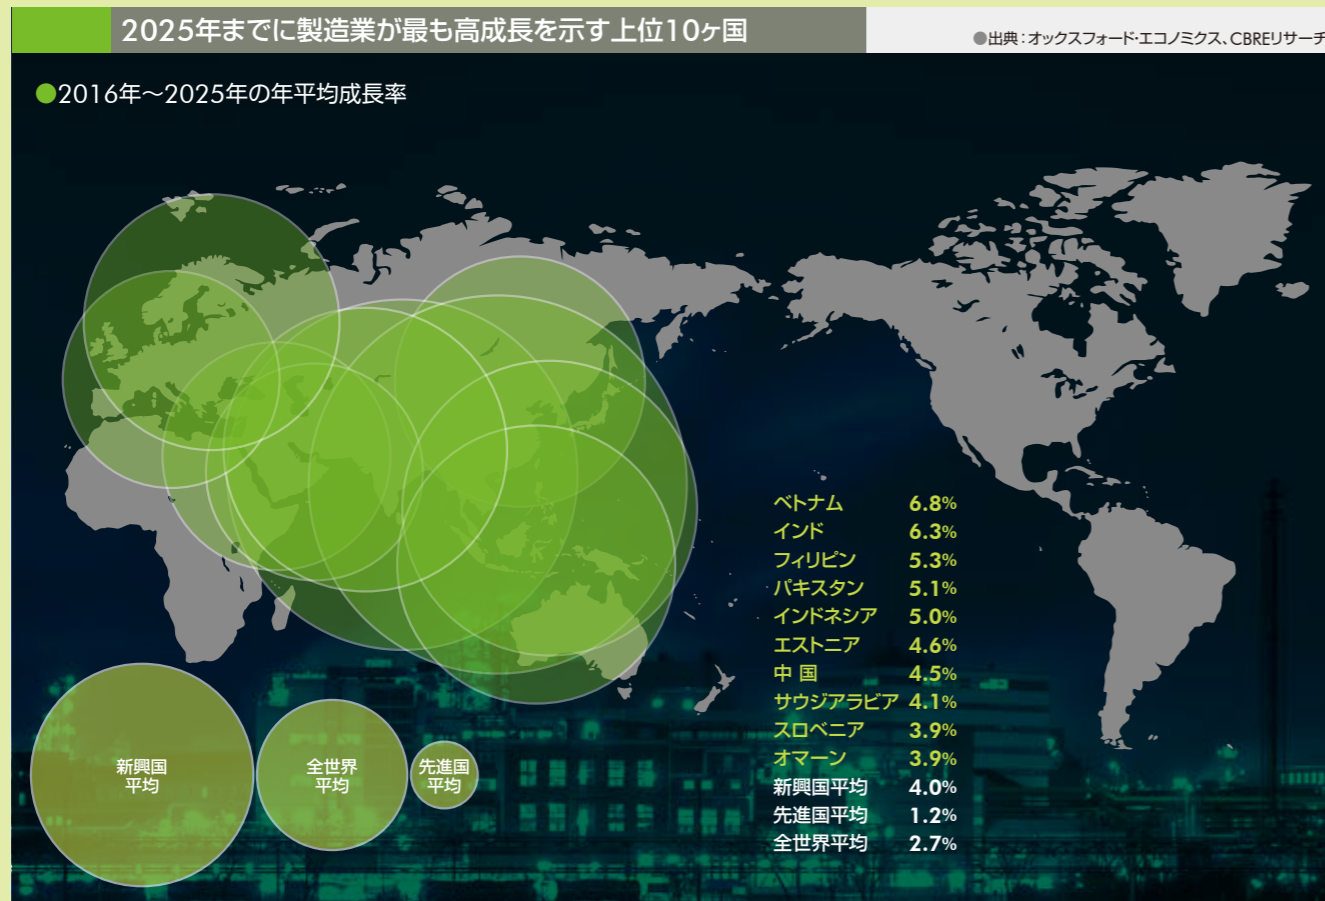 2025年までに製造業が最も高成長を示す上位10ヶ国
●出典：オックスフォード・エコノミクス、CBREリサーチ
●2016年～2025年の年平均成長率
ベトナム 6.8%
インド 6.3%
フィリピン 5.3%
パキスタン 5.1%
インドネシア 5.0%
エストニア 4.6%
中 国 4.5%
サウジアラビア 4.1%
スロベニア 3.9%
オマーン 3.9%
新興国平均 4.0%
先進国平均 1.2%
全世界平均 2.7%
新興国
平均
全世界
平均
先進国
平均